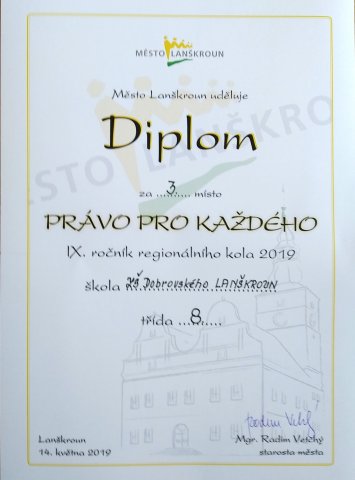 MĚSTO LANŠKROUN
Město Lanškroun uděluje
Diplom
za ...3... místo
PRÁVO PRO KAŽDÉHO
IX. ročník regionálního kola 2019
škola ZŠ Dobrovského LANŠKROUN
třída ...8......
Lanškroun
14. května 2019
Mgr. Radim Vetchý
starosta města